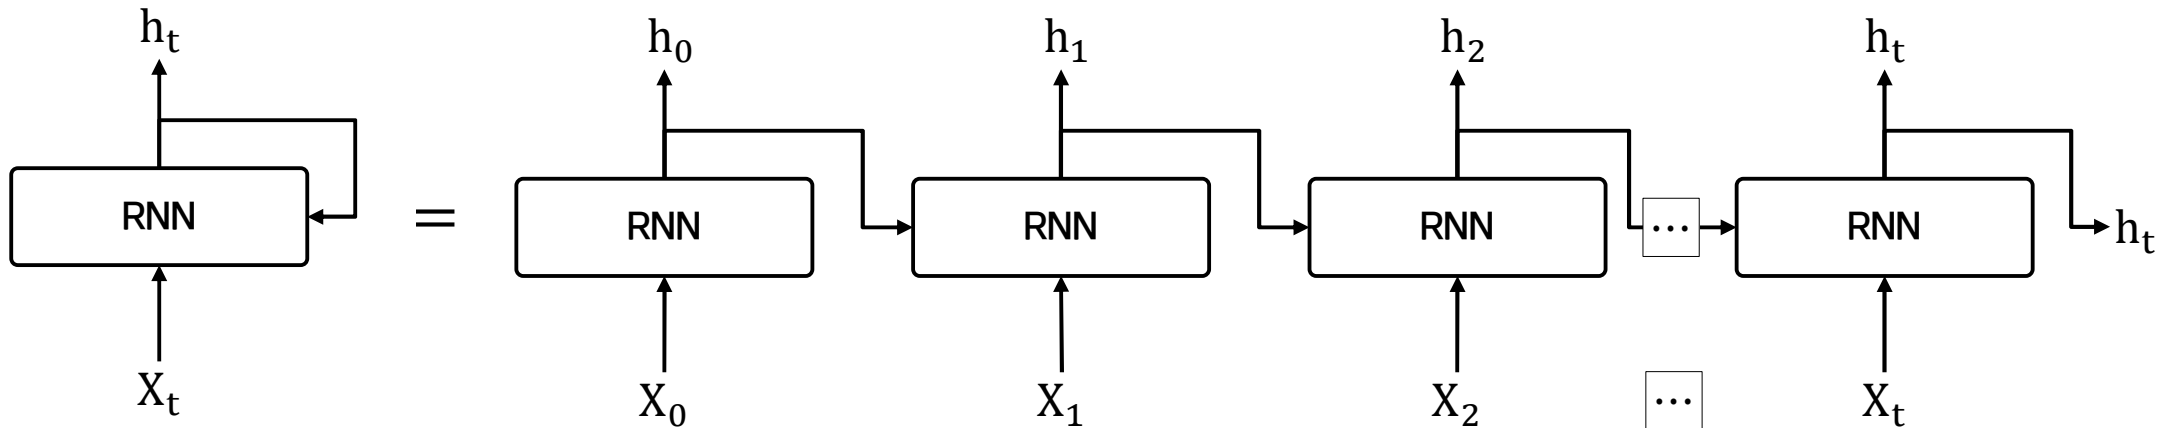 h_t h_0 h_1 h_2 h_t
RNN = RNN RNN RNN ... RNN h_t
X_t X_0 X_1 X_2 ... X_t